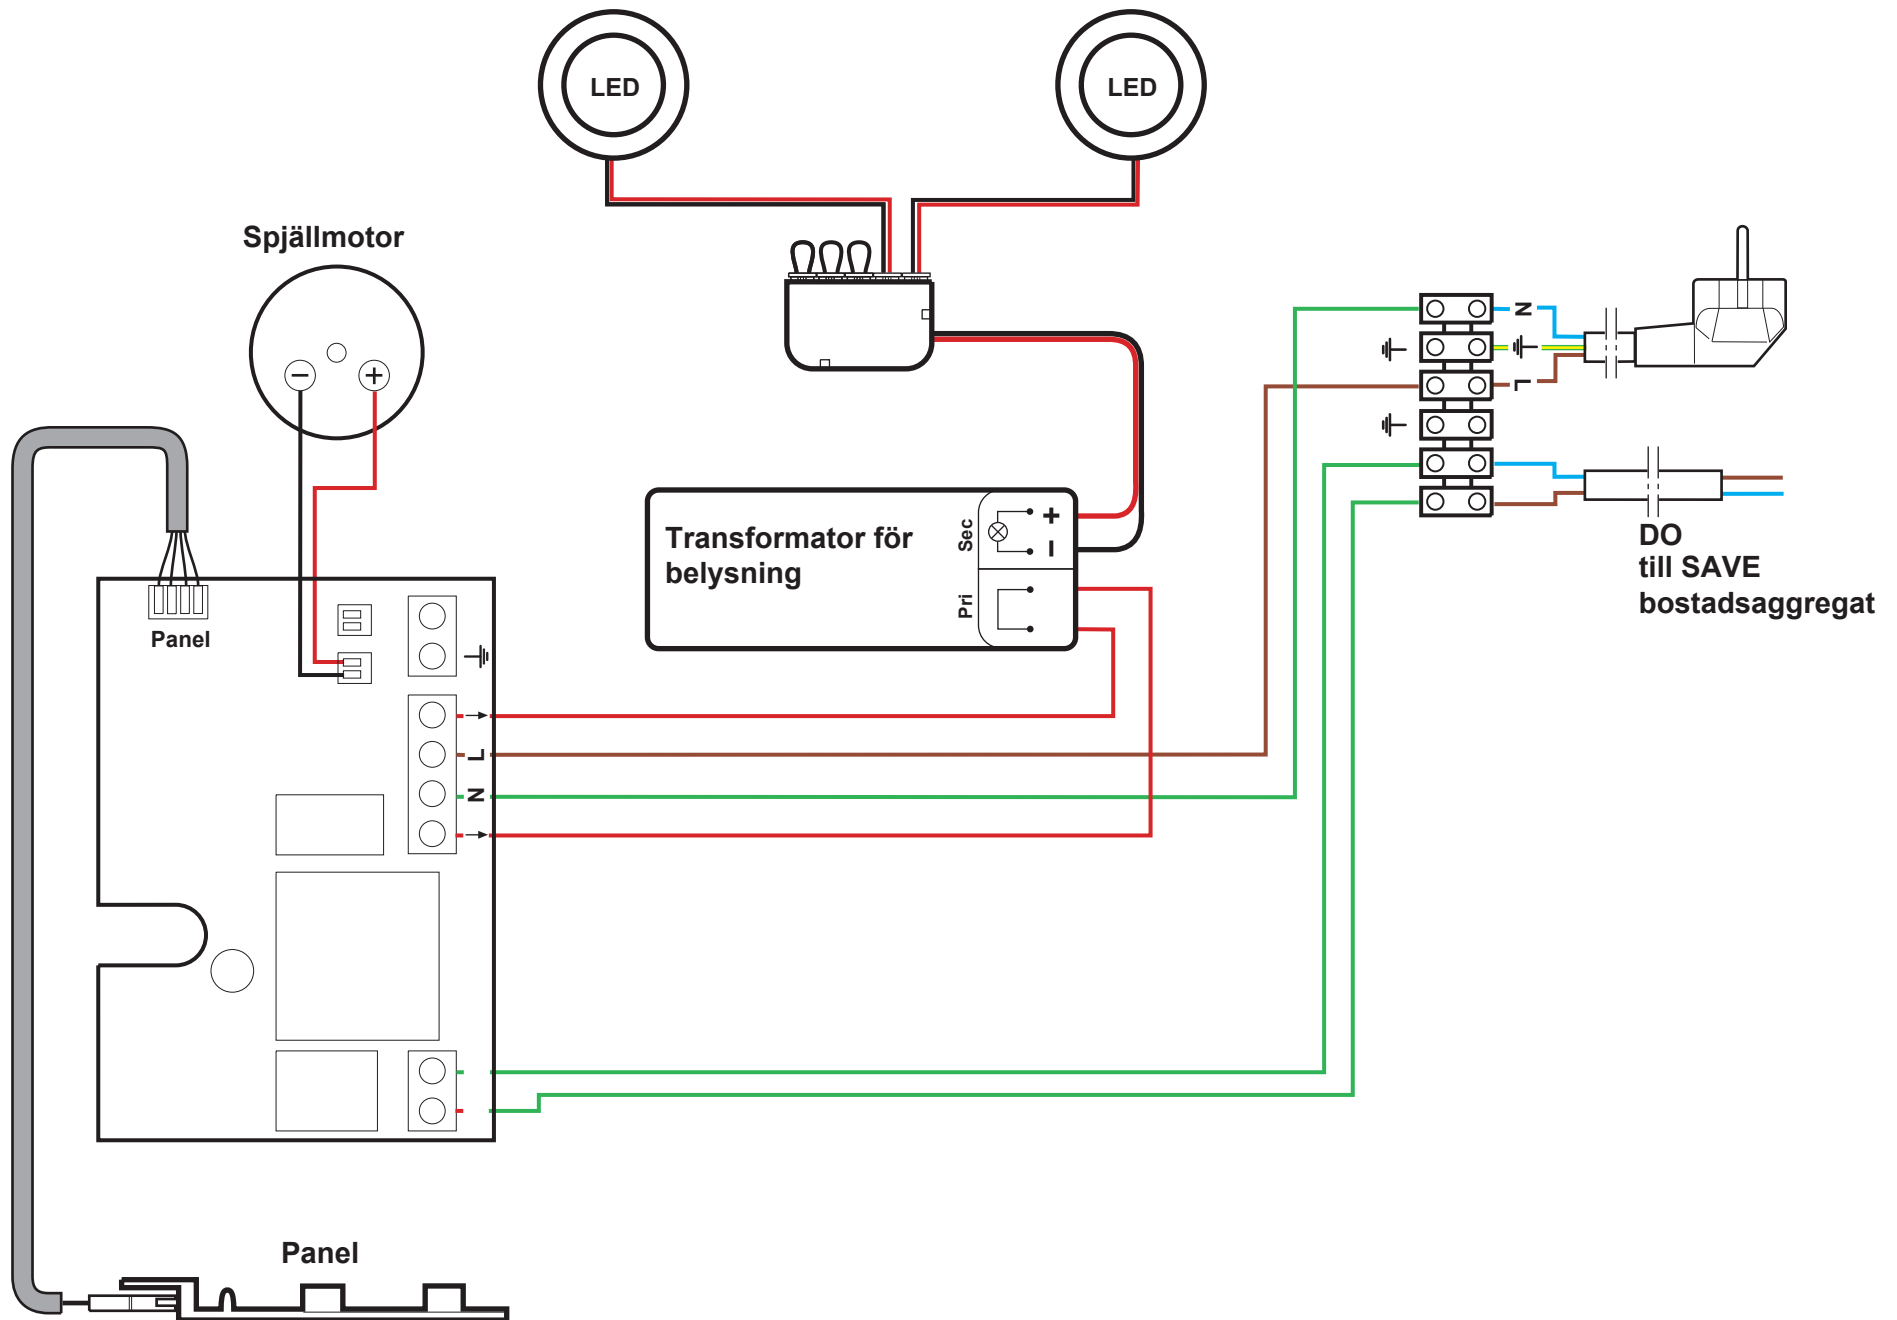 LED
LED
Spjällmotor
−
+
N
L
Transformator för
belysning
Sec
+
−
Pri
DO
till SAVE
bostadsaggregat
Panel
L
N
Panel